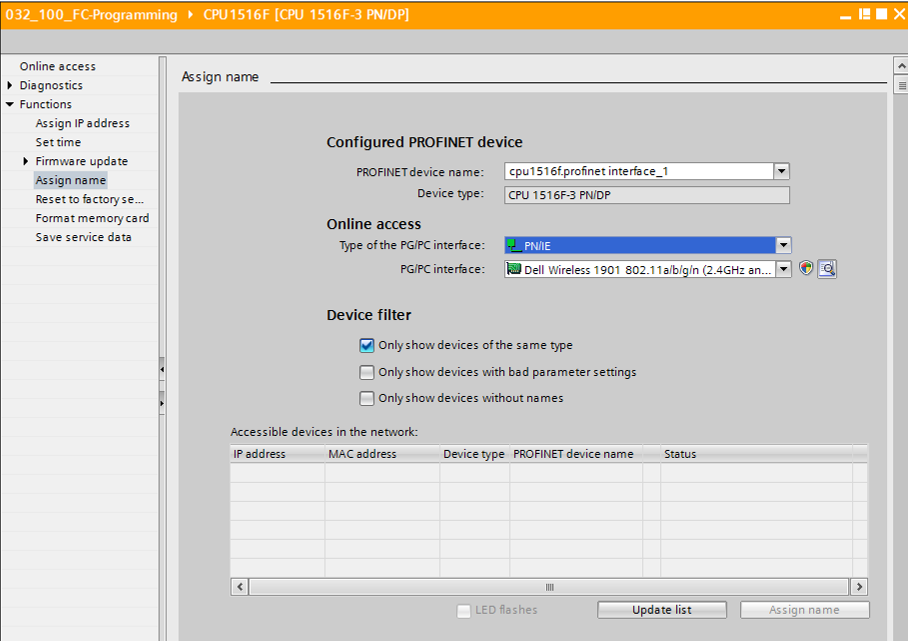 032_100_FC-Programming CPU1516F [CPU 1516F-3 PN/DP]
Online access
Diagnostics
Functions
Assign IP address
Set time
Firmware update
Assign name
Reset to factory se...
Format memory card
Save service data
Assign name
Configured PROFINET device
PROFINET device name: cpu1516f.profinet interface_1
Device type: CPU 1516F-3 PN/DP
Online access
Type of the PG/PC interface: PN/IE
PG/PC interface: Dell Wireless 1901 802.11a/b/g/n (2.4GHz an...
Device filter
Only show devices of the same type
Only show devices with bad parameter settings
Only show devices without names
Accessible devices in the network:
IP address MAC address Device type PROFINET device name Status
LED flashes Update list Assign name